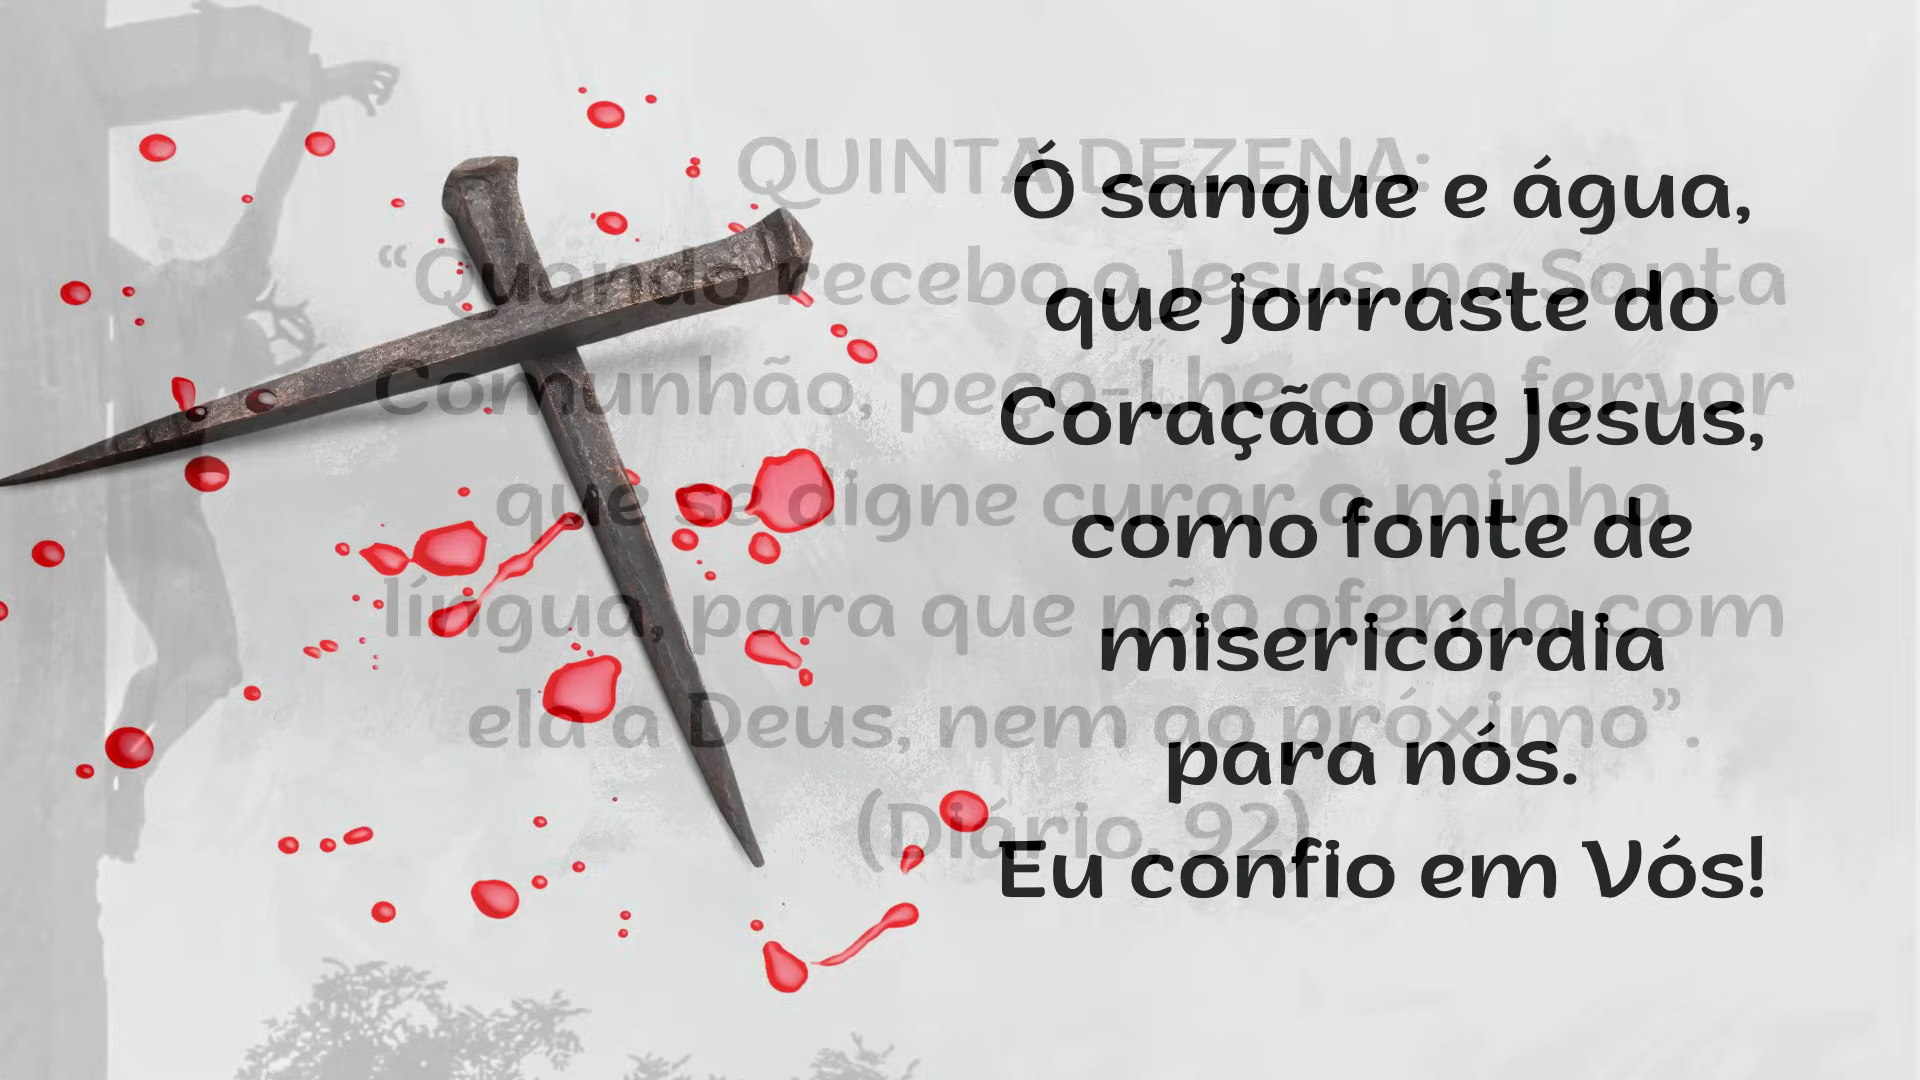 QUINTA DEZENA:
“Quando recebo a Jesus na Santa
Comunhão, peço-Lhe com fervor
que se digne curar a minha
língua, para que não ofenda com
ela a Deus, nem ao próximo”.
(Diário, 92)
Ó sangue e água,
que jorraste do
Coração de Jesus,
como fonte de
misericórdia
para nós.
Eu confio em Vós!